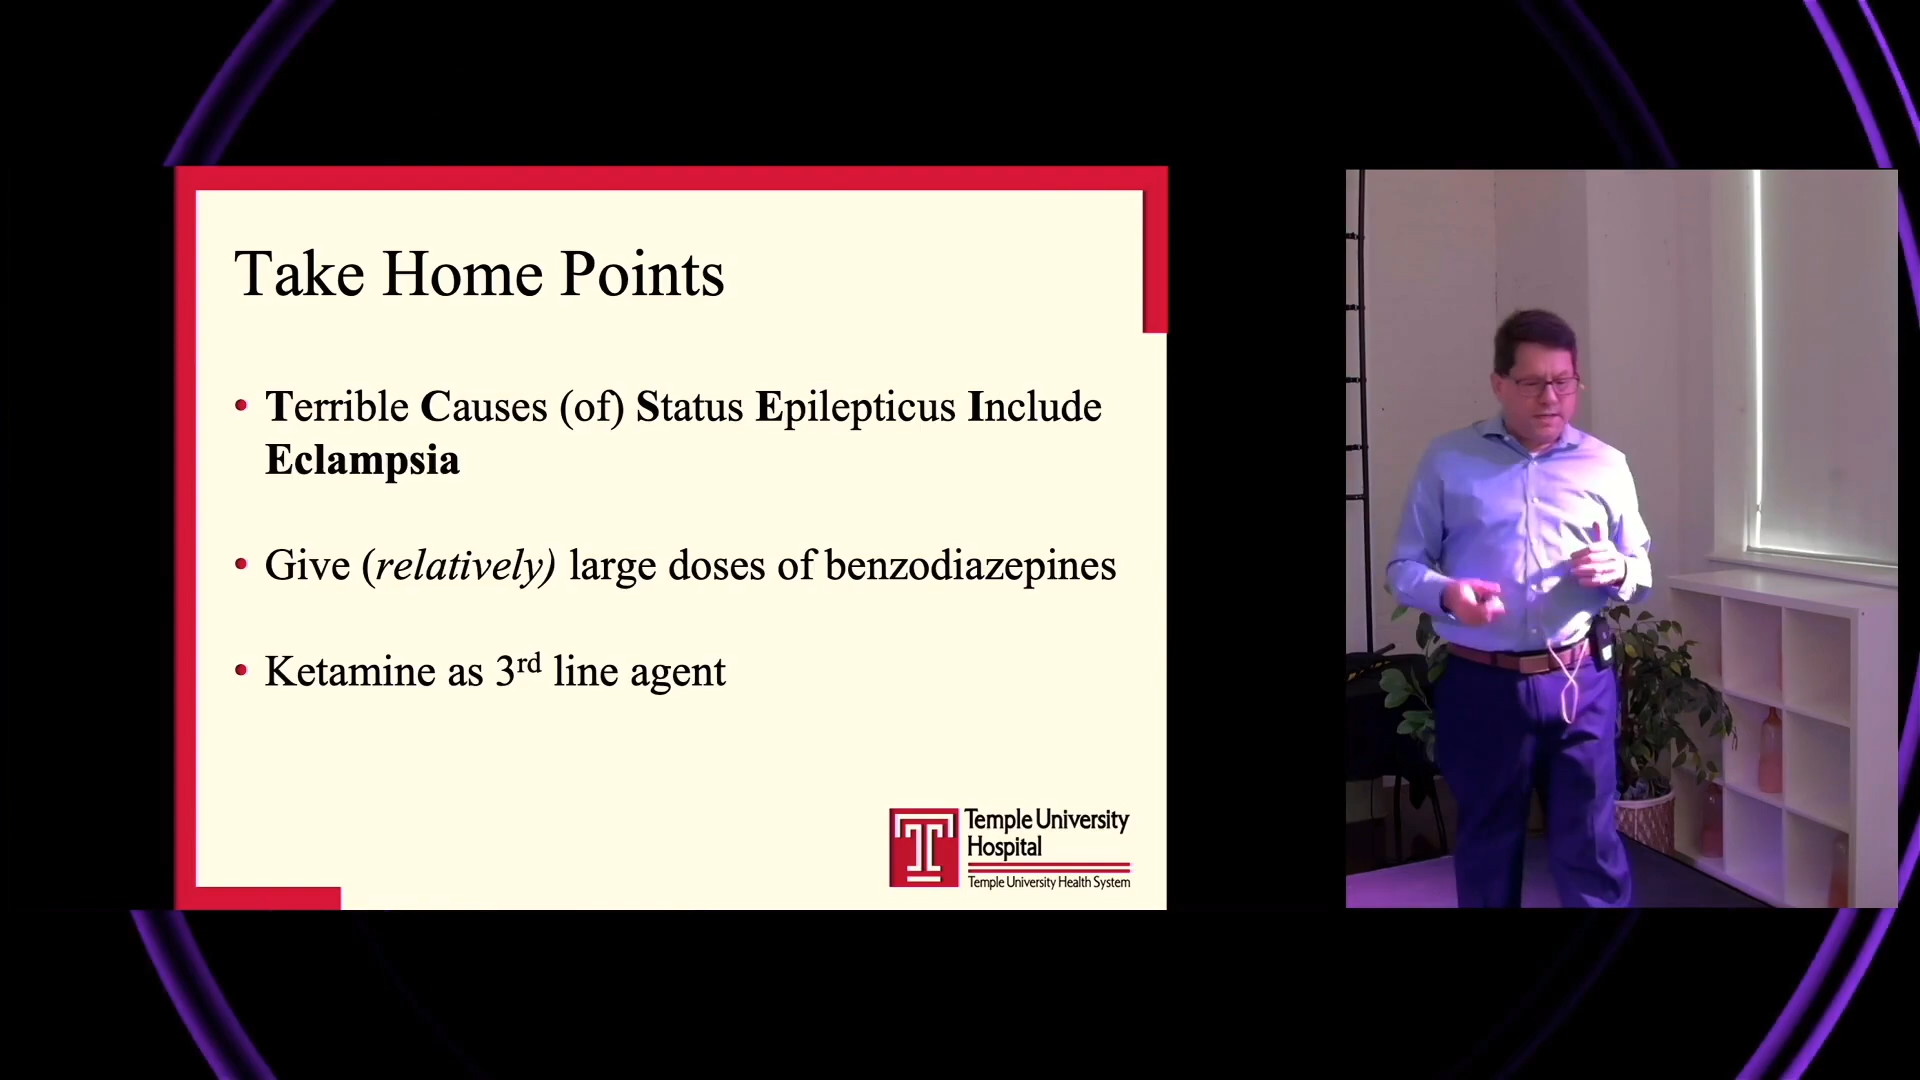 Take Home Points
• Terrible Causes (of) Status Epilepticus Include
Eclampsia
• Give (relatively) large doses of benzodiazepines
• Ketamine as 3rd line agent
T
Temple University
Hospital
Temple University Health System